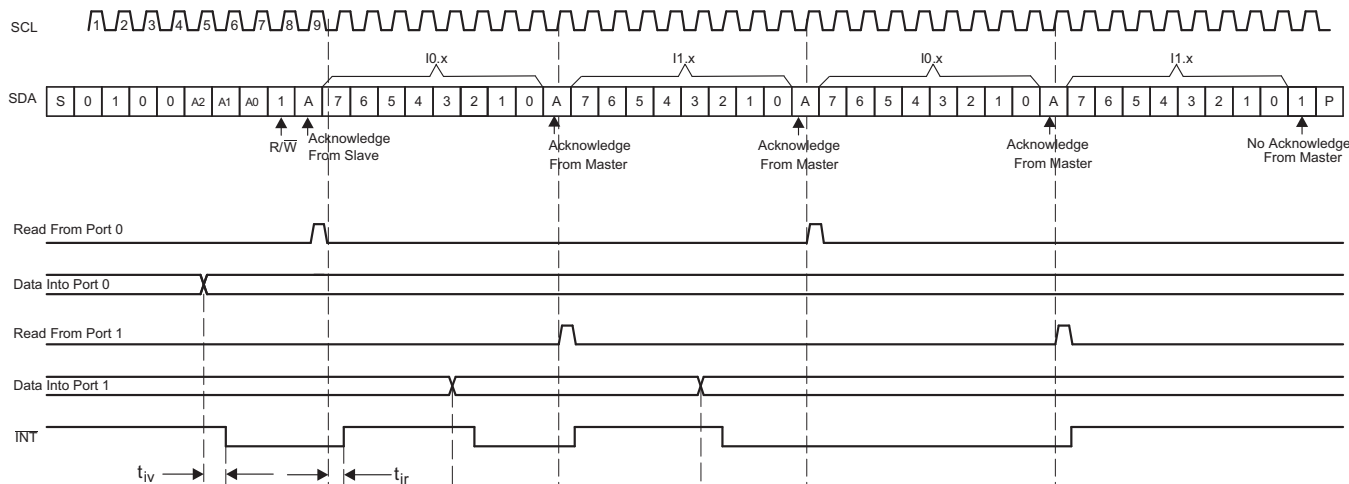 SCL
1 2 3 4 5 6 7 8 9
I0.x I1.x I0.x I1.x
SDA S 0 1 0 0 A2 A1 A0 1 A 7 6 5 4 3 2 1 0 A 7 6 5 4 3 2 1 0 A 7 6 5 4 3 2 1 0 A 7 6 5 4 3 2 1 0 1 P
R/W̅
Acknowledge
From Slave
Acknowledge
From Master
Acknowledge
From Master
Acknowledge
From Master
No Acknowledge
From Master
Read From Port 0
Data Into Port 0
Read From Port 1
Data Into Port 1
I̅N̅T̅
tiv
tir